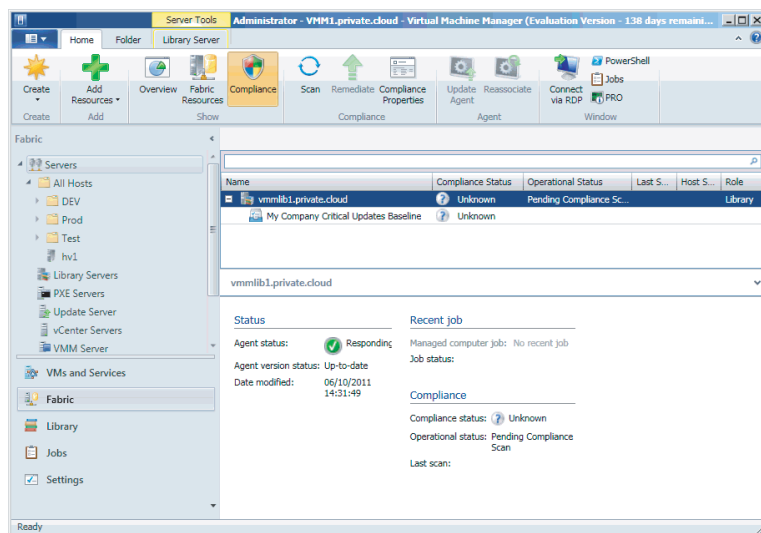 Server Tools
Administrator - VMM1.private.cloud - Virtual Machine Manager (Evaluation Version - 138 days remaini...
Home Folder Library Server
Create
Add Resources
Overview
Fabric Resources
Compliance
Scan
Remediate
Compliance Properties
Update Agent
Reassociate
Connect via RDP
PowerShell
Jobs
PRO
Create Add Show Compliance Agent Window
Fabric
Servers
All Hosts
DEV
Prod
Test
hv1
Library Servers
PXE Servers
Update Server
vCenter Servers
VMM Server
VMs and Services
Fabric
Library
Jobs
Settings
Name Compliance Status Operational Status Last S... Host S... Role
vmmlib1.private.cloud Unknown Pending Compliance Sc... Library
My Company Critical Updates Baseline Unknown
vmmlib1.private.cloud
Status
Agent status: Responding
Agent version status: Up-to-date
Date modified: 06/10/2011
14:31:49
Recent job
Managed computer job: No recent job
Job status:
Compliance
Compliance status: Unknown
Operational status: Pending Compliance
Scan
Last scan:
Ready